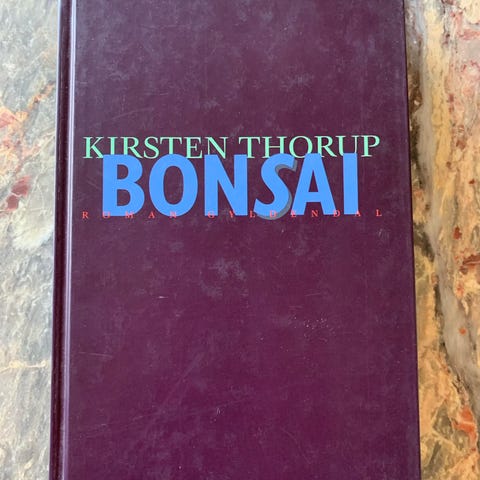 KIRSTEN THORUP
BONSAI
ROMAN GYLDENDAL